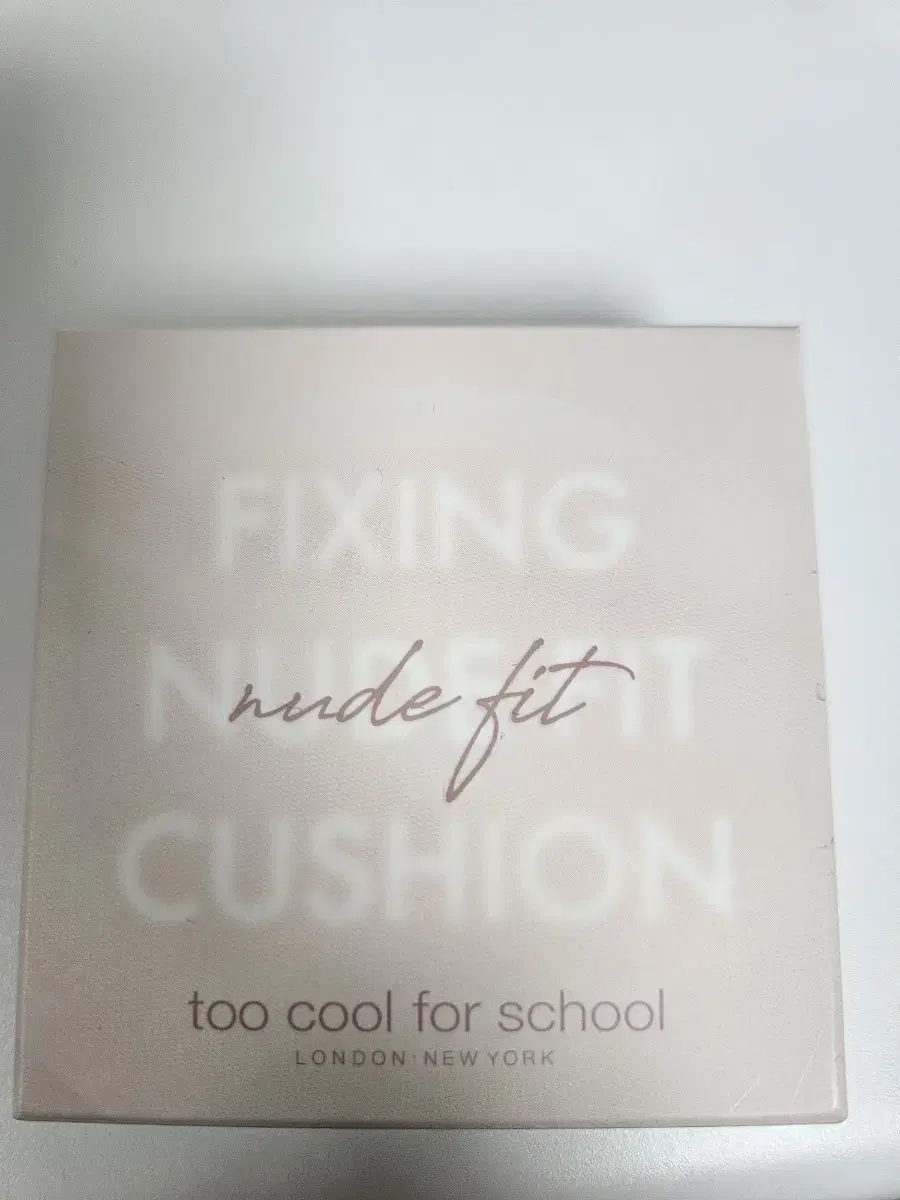 FIXING
NUDE FIT
nude fit
CUSHION
too cool for school
LONDON · NEW YORK